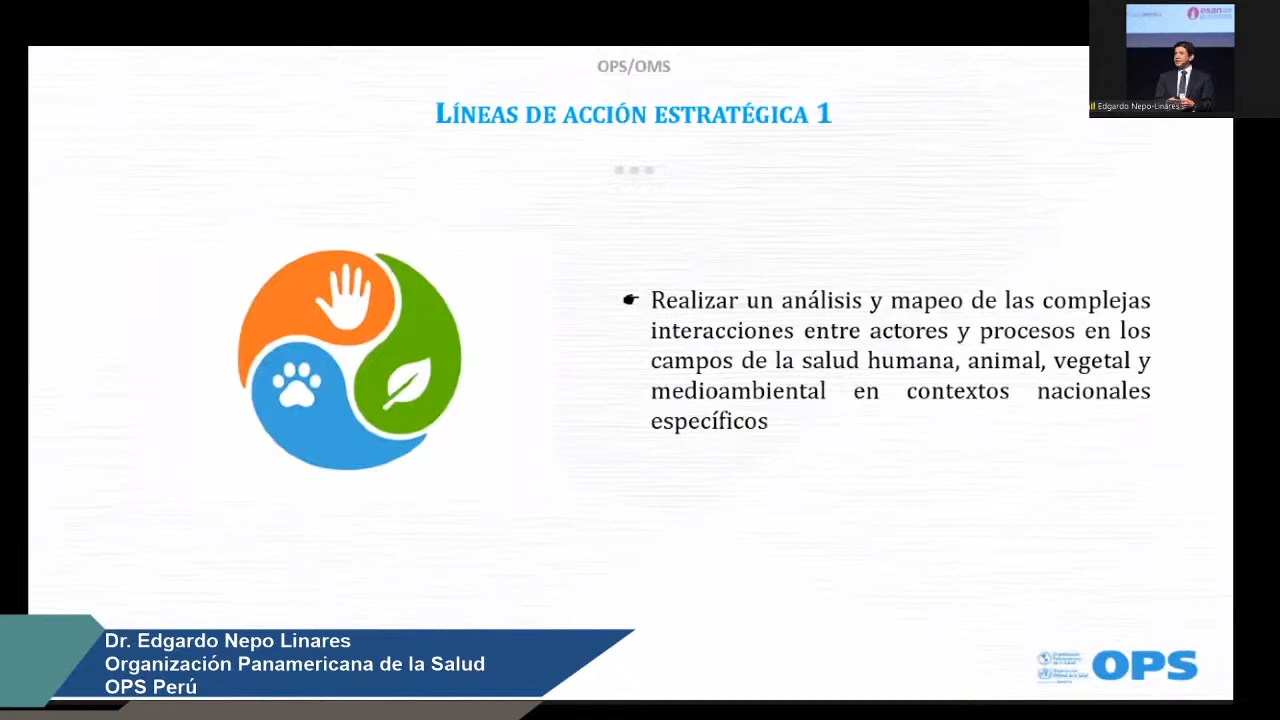 OPS/OMS
LÍNEAS DE ACCIÓN ESTRATÉGICA 1
esan
Edgardo Nepo-Linares
Realizar un análisis y mapeo de las complejas
interacciones entre actores y procesos en los
campos de la salud humana, animal, vegetal y
medioambiental en contextos nacionales
específicos
Dr. Edgardo Nepo Linares
Organización Panamericana de la Salud
OPS Perú
OPS